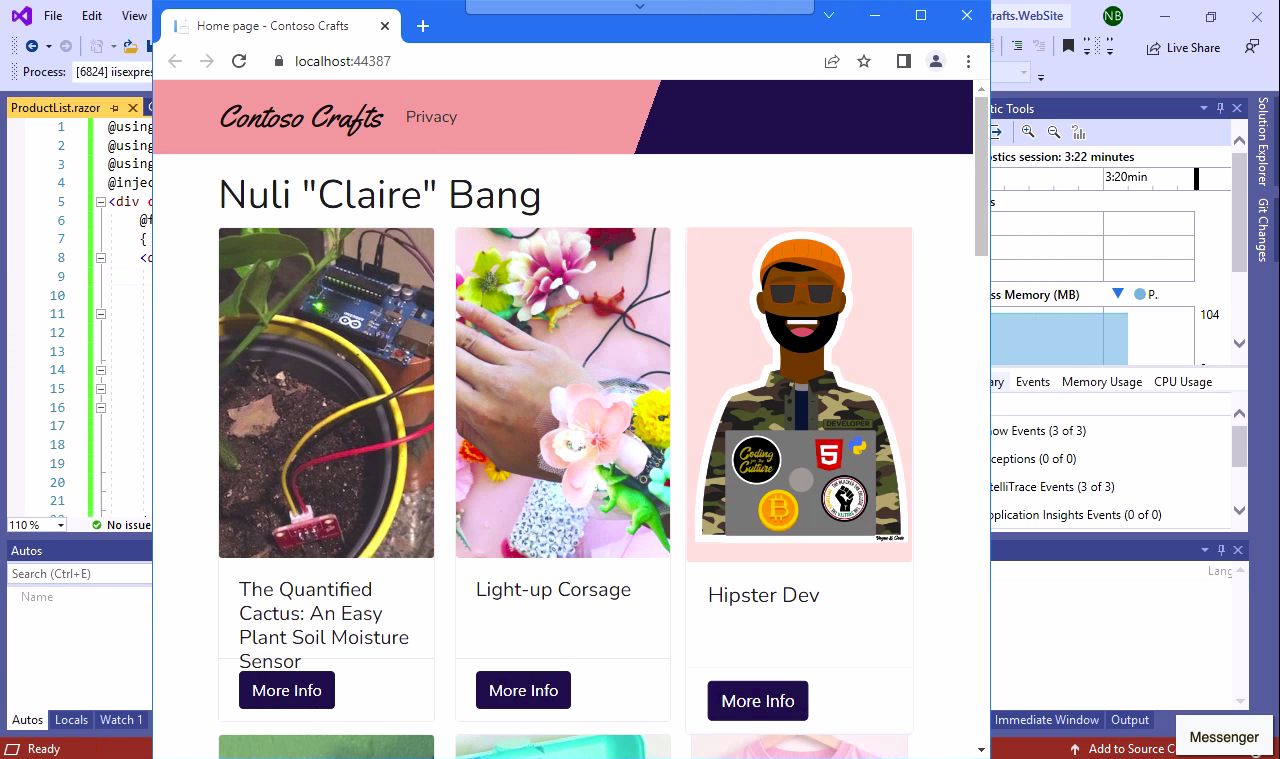 File
Edit
Vi
Process:
[6824] iisexpres
ProductList.razor
1
@using
2
@using
3
@using
4
@injec
5
<div c
6
@f
7
{
8
<d
9
10
11
12
13
14
15
16
17
18
19
20
21
110 %
No issue
Autos
Search (Ctrl+E)
Name
Autos
Locals
Watch 1
Ready
Home page - Contoso Crafts
localhost:44387
Contoso Crafts
Privacy
Nuli "Claire" Bang
DEVELOPER
Coding
Culture
The Quantified
Cactus: An Easy
Plant Soil Moisture
Sensor
More Info
Light-up Corsage
More Info
Hipster Dev
More Info
rafts.WebSite
NB
Live Share
tic Tools
ostics session: 3:22 minutes
3:20min
s
ss Memory (MB)
P..
104
ary
Events
Memory Usage
CPU Usage
ow Events (3 of 3)
ceptions (0 of 0)
telliTrace Events (3 of 3)
pplication Insights Events (0 of 0)
Lang
Immediate Window
Output
Add to Source C
Messenger
Solution Explorer
Git Changes